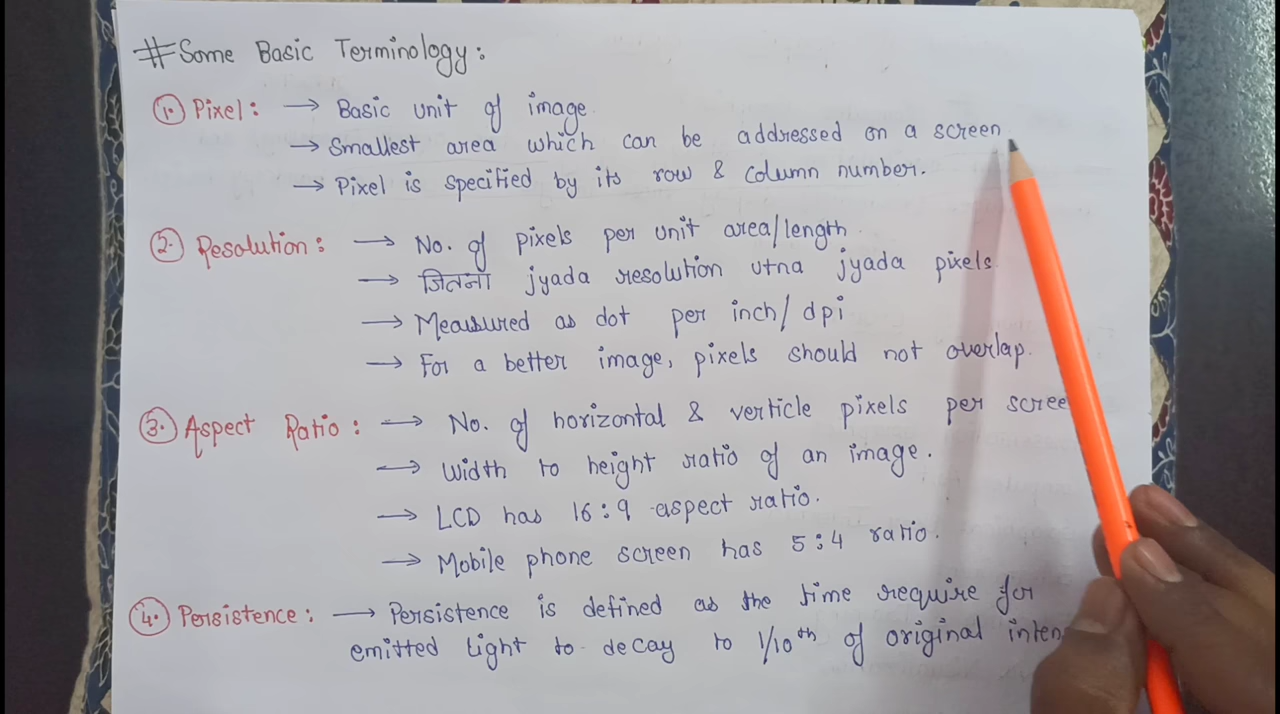 #Some Basic Terminology:
1. Pixel: → Basic unit of image.
→ Smallest area which can be addressed on a screen.
→ Pixel is specified by its row & column number.
2. Resolution: → No. of pixels per unit area/length
→ जितना jyada resolution utna jyada pixels.
→ Measured as dot per inch/dpi
→ For a better image, pixels should not overlap.
3. Aspect Ratio: → No. of horizontal & verticle pixels per scree
→ width to height ratio of an image.
→ LCD has 16:9 aspect ratio.
→ Mobile phone screen has 5:4 ratio.
4. Persistence: → Persistence is defined as the time require for
emitted light to decay to 1/10th of original inten